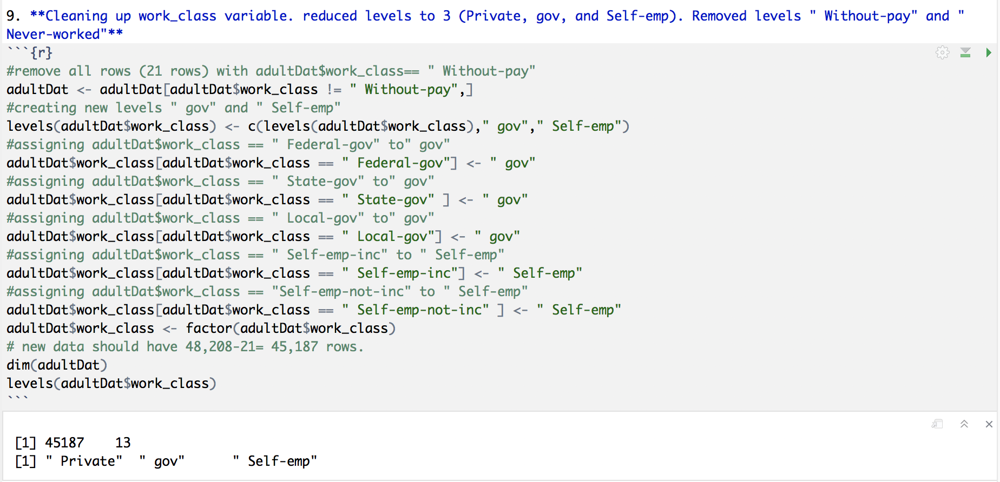 9. **Cleaning up work_class variable. reduced levels to 3 (Private, gov, and Self-emp). Removed levels " Without-pay" and "
Never-worked"**
```{r}
#remove all rows (21 rows) with adultDat$work_class== " Without-pay"
adultDat <- adultDat[adultDat$work_class != " Without-pay",]
#creating new levels " gov" and " Self-emp"
levels(adultDat$work_class) <- c(levels(adultDat$work_class)," gov"," Self-emp")
#assigning adultDat$work_class == " Federal-gov" to" gov"
adultDat$work_class[adultDat$work_class == " Federal-gov"] <- " gov"
#assigning adultDat$work_class == " State-gov" to" gov"
adultDat$work_class[adultDat$work_class == " State-gov" ] <- " gov"
#assigning adultDat$work_class == " Local-gov" to" gov"
adultDat$work_class[adultDat$work_class == " Local-gov"] <- " gov"
#assigning adultDat$work_class == " Self-emp-inc" to " Self-emp"
adultDat$work_class[adultDat$work_class == " Self-emp-inc"] <- " Self-emp"
#assigning adultDat$work_class == "Self-emp-not-inc" to " Self-emp"
adultDat$work_class[adultDat$work_class == " Self-emp-not-inc" ] <- " Self-emp"
adultDat$work_class <- factor(adultDat$work_class)
# new data should have 48,208-21= 45,187 rows.
dim(adultDat)
levels(adultDat$work_class)
```
[1] 45187    13
[1] " Private"  " gov"      " Self-emp"